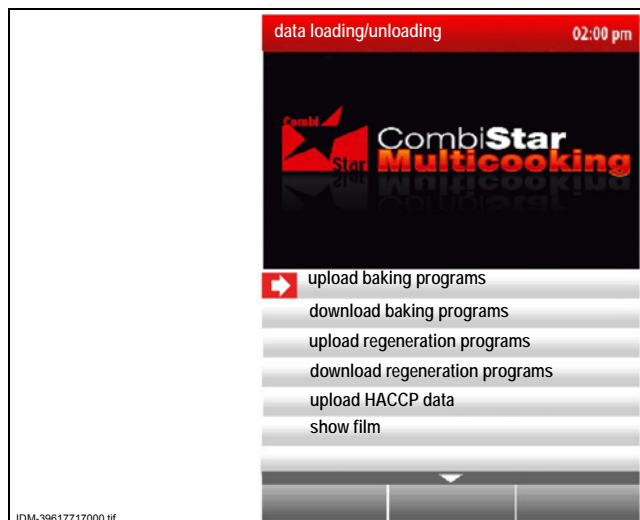 data loading/unloading 02:00 pm
Combi
Star
CombiStar
Multicooking
upload baking programs
download baking programs
upload regeneration programs
download regeneration programs
upload HACCP data
show film
IDM-39617717000.tif